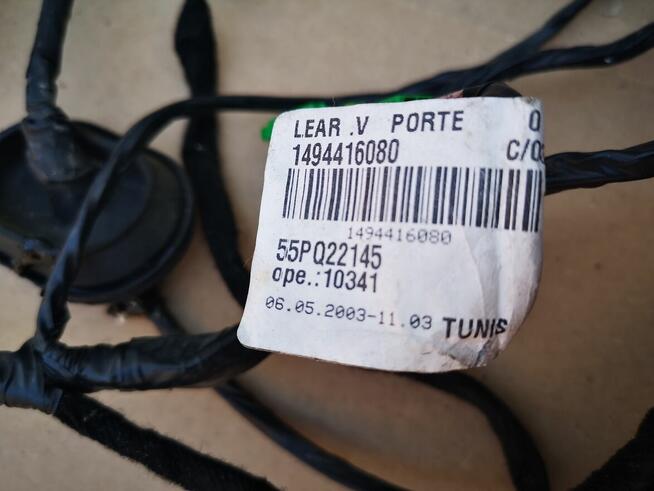 LEAR .V PORTE
1494416080
1494416080
55PQ22145
ope.:10341
06.05.2003-11.03 TUNIS